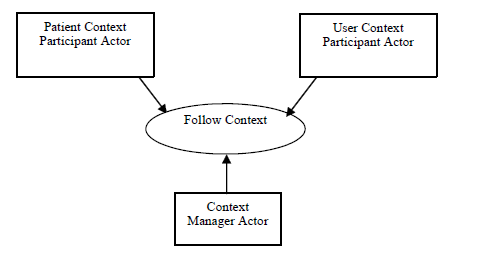 Patient Context
Participant Actor
User Context
Participant Actor
Follow Context
Context
Manager Actor